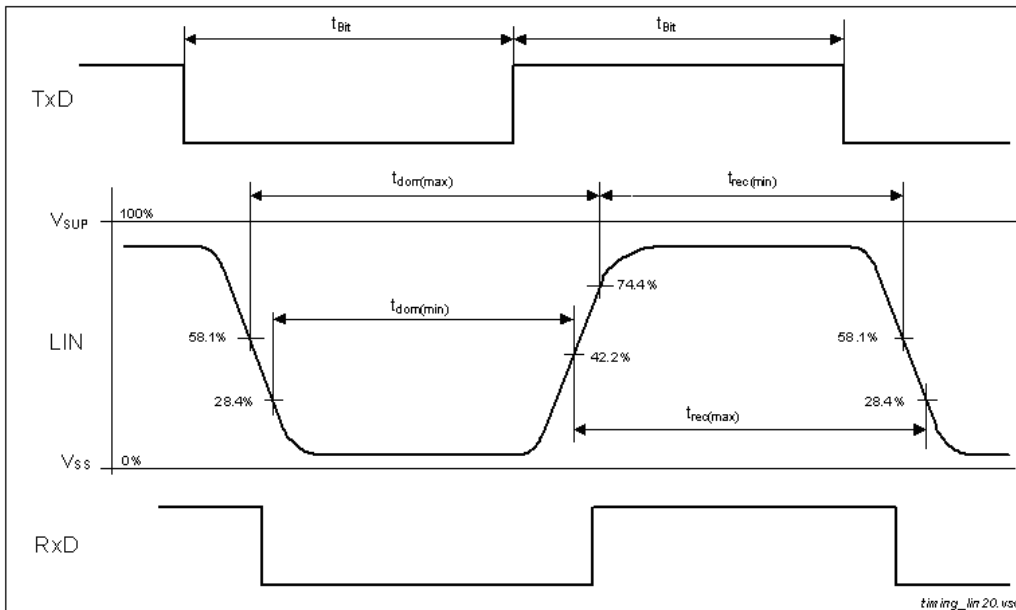 tBit tBit
TxD
tdom(max) trec(min)
VSUP 100%
74.4%
tdom(min)
58.1% 58.1%
LIN
42.2%
28.4% 28.4%
trec(max)
VSS 0%
RxD
timing_lin20.vs